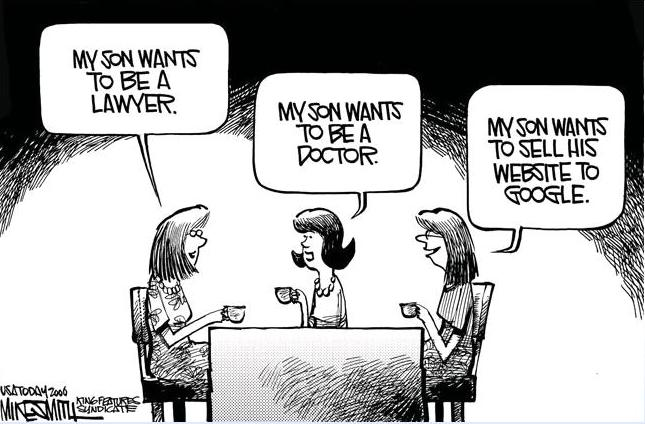 MY SON WANTS
TO BE A
LAWYER.
MY SON WANTS
TO BE A
DOCTOR.
MY SON WANTS
TO SELL HIS
WEBSITE TO
GOOGLE.
USA TODAY 2006
MIKE SMITH
KING FEATURES
SYNDICATE